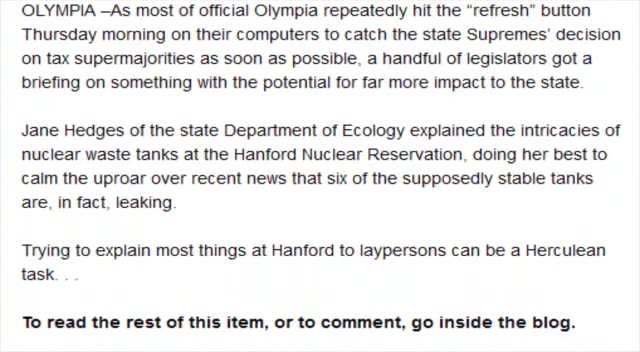 OLYMPIA –As most of official Olympia repeatedly hit the “refresh” button
Thursday morning on their computers to catch the state Supremes’ decision
on tax supermajorities as soon as possible, a handful of legislators got a
briefing on something with the potential for far more impact to the state.
Jane Hedges of the state Department of Ecology explained the intricacies of
nuclear waste tanks at the Hanford Nuclear Reservation, doing her best to
calm the uproar over recent news that six of the supposedly stable tanks
are, in fact, leaking.
Trying to explain most things at Hanford to laypersons can be a Herculean
task. . .
To read the rest of this item, or to comment, go inside the blog.